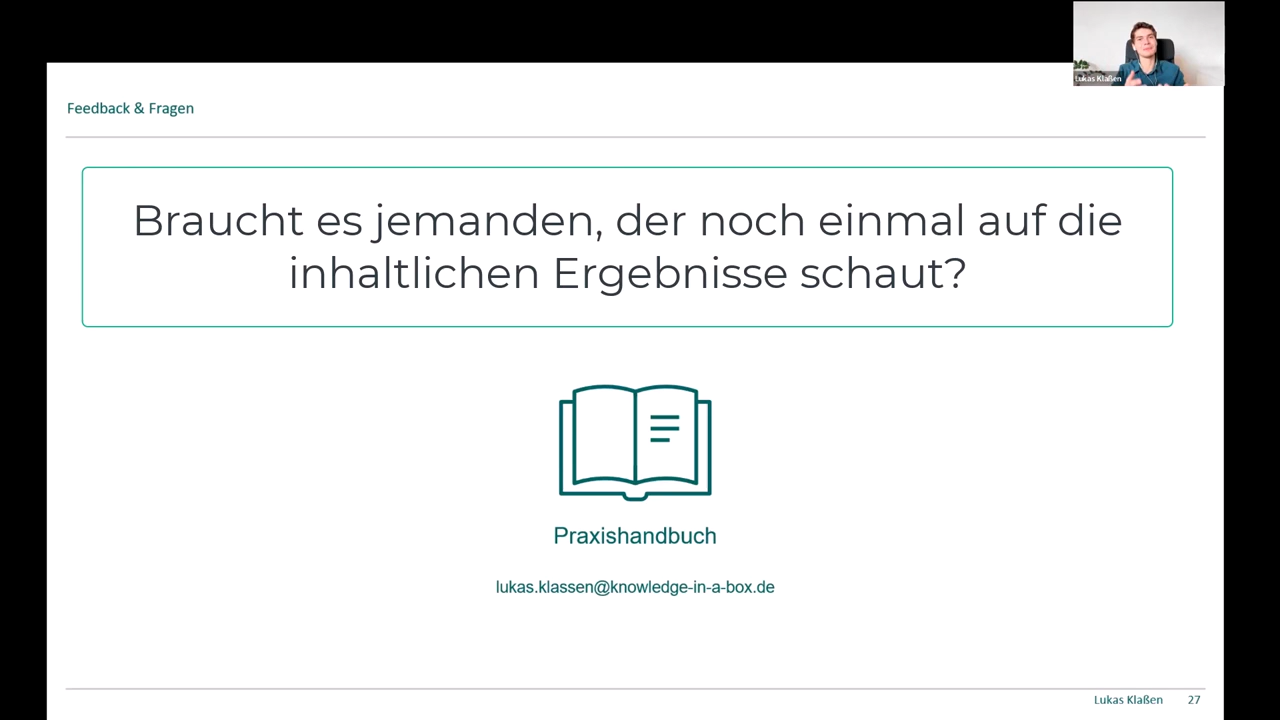 Lukas Klaßen
Feedback & Fragen
Braucht es jemanden, der noch einmal auf die
inhaltlichen Ergebnisse schaut?
Praxishandbuch
lukas.klassen@knowledge-in-a-box.de
Lukas Klaßen 27